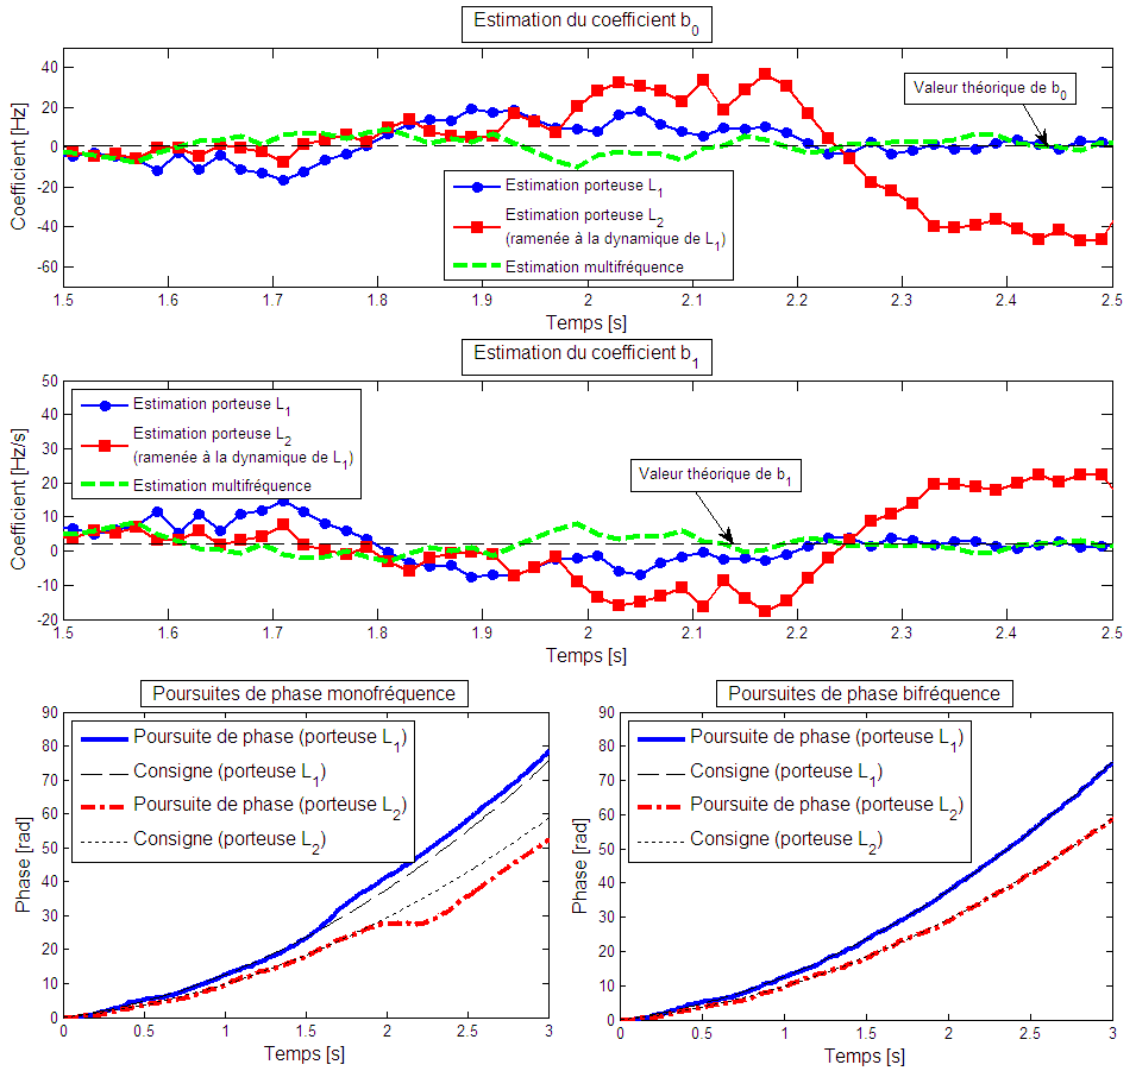 Estimation du coefficient b0
Coefficient [Hz]
40
20
0
-20
-40
-60
Valeur théorique de b0
Estimation porteuse L1
Estimation porteuse L2
(ramenée à la dynamique de L1)
Estimation multifréquence
1.5 1.6 1.7 1.8 1.9 2 2.1 2.2 2.3 2.4 2.5
Temps [s]
Estimation du coefficient b1
Coefficient [Hz/s]
50
40
30
20
10
0
-10
-20
Estimation porteuse L1
Estimation porteuse L2
(ramenée à la dynamique de L1)
Estimation multifréquence
Valeur théorique de b1
1.5 1.6 1.7 1.8 1.9 2 2.1 2.2 2.3 2.4 2.5
Temps [s]
Poursuites de phase monofréquence
Phase [rad]
90
80
70
60
50
40
30
20
10
0
Poursuite de phase (porteuse L1)
Consigne (porteuse L1)
Poursuite de phase (porteuse L2)
Consigne (porteuse L2)
0 0.5 1 1.5 2 2.5 3
Temps [s]
Poursuites de phase bifréquence
Phase [rad]
90
80
70
60
50
40
30
20
10
0
Poursuite de phase (porteuse L1)
Consigne (porteuse L1)
Poursuite de phase (porteuse L2)
Consigne (porteuse L2)
0 0.5 1 1.5 2 2.5 3
Temps [s]